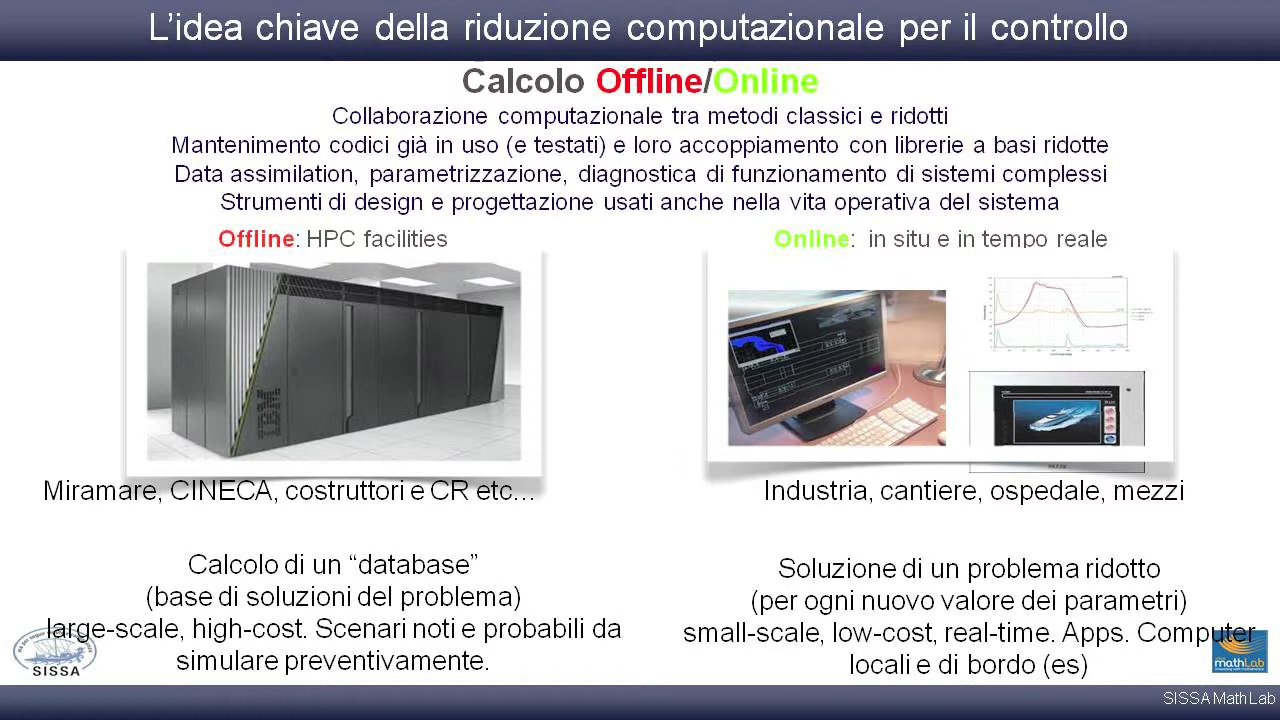 L’idea chiave della riduzione computazionale per il controllo
Calcolo Offline/Online
Collaborazione computazionale tra metodi classici e ridotti
Mantenimento codici già in uso (e testati) e loro accoppiamento con librerie a basi ridotte
Data assimilation, parametrizzazione, diagnostica di funzionamento di sistemi complessi
Strumenti di design e progettazione usati anche nella vita operativa del sistema
Offline: HPC facilities
Online: in situ e in tempo reale
IBM
Miramare, CINECA, costruttori e CR etc…
Industria, cantiere, ospedale, mezzi
Calcolo di un “database”
(base di soluzioni del problema)
large-scale, high-cost. Scenari noti e probabili da
simulare preventivamente.
Soluzione di un problema ridotto
(per ogni nuovo valore dei parametri)
small-scale, low-cost, real-time. Apps. Computer
locali e di bordo (es)
SISSA
mathLab
SISSA MathLab